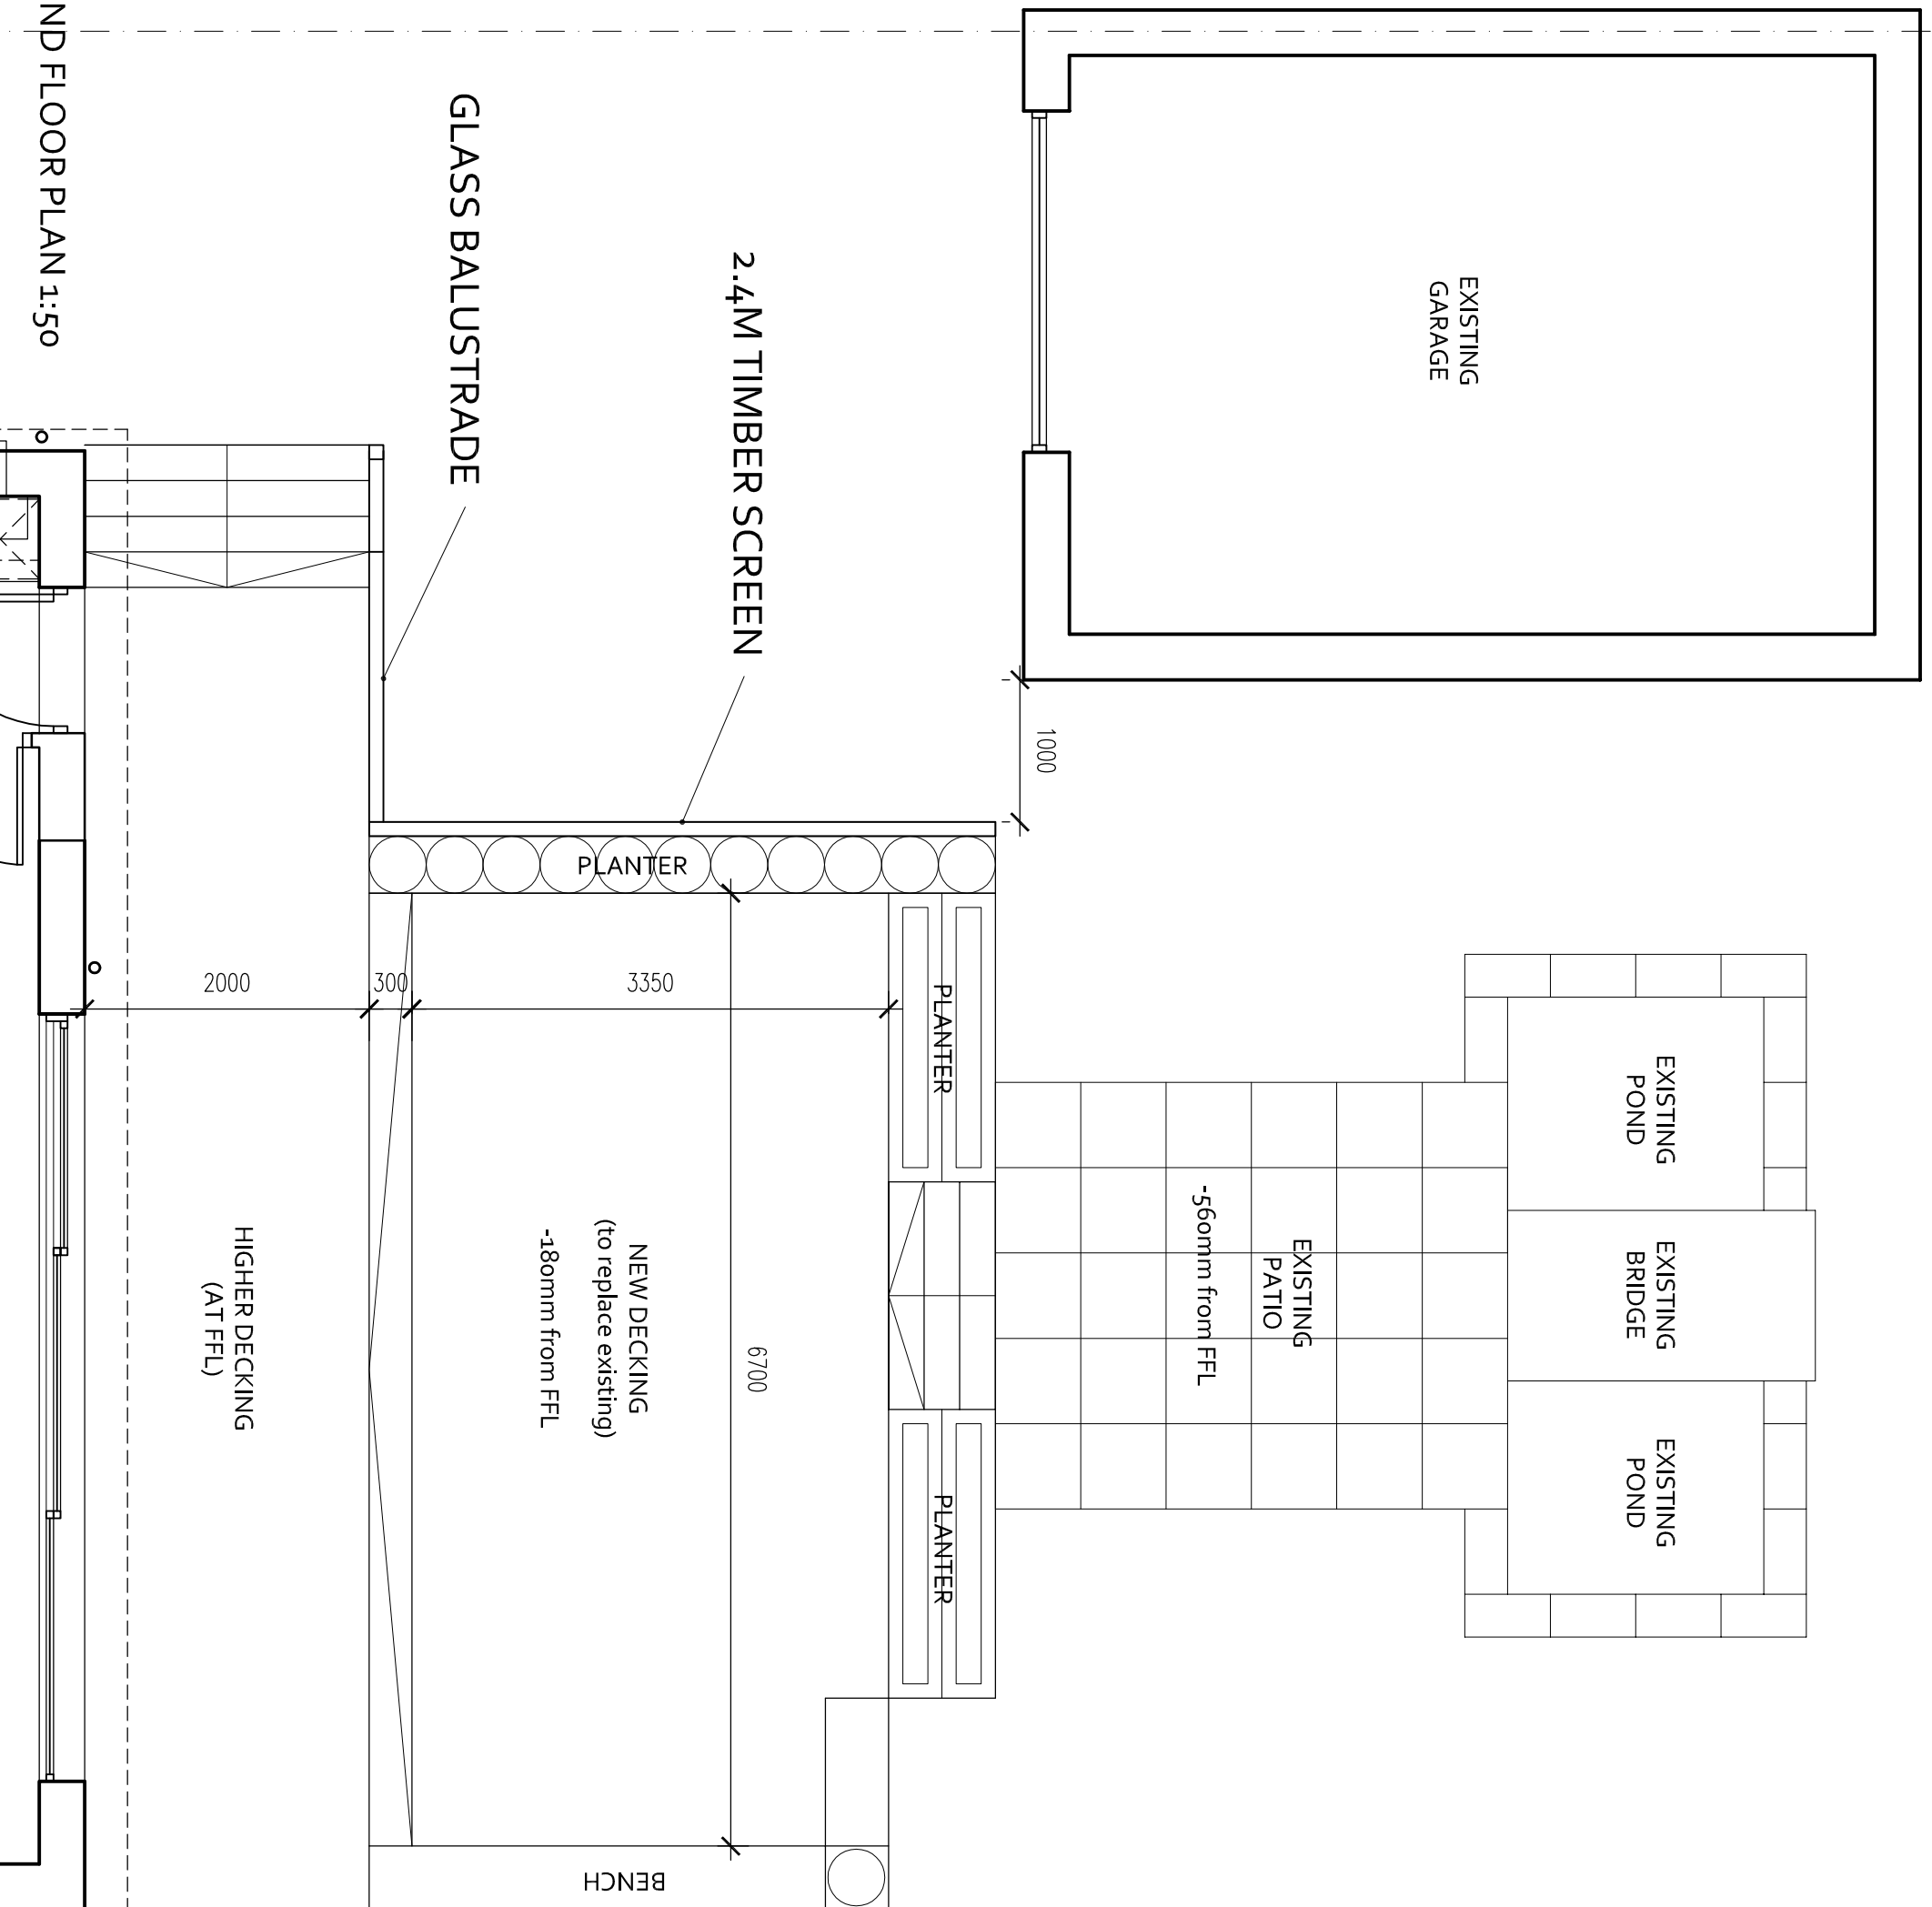 EXISTING
GARAGE
GLASS BALUSTRADE
2.4M TIMBER SCREEN
ND FLOOR PLAN 1:50
1000
PLANTER
2000
300
3350
PLANTER
EXISTING
POND
EXISTING
BRIDGE
EXISTING
POND
EXISTING
PATIO
-560mm from FFL
NEW DECKING
(to replace existing)
-180mm from FFL
HIGHER DECKING
(AT FFL)
6700
PLANTER
BENCH